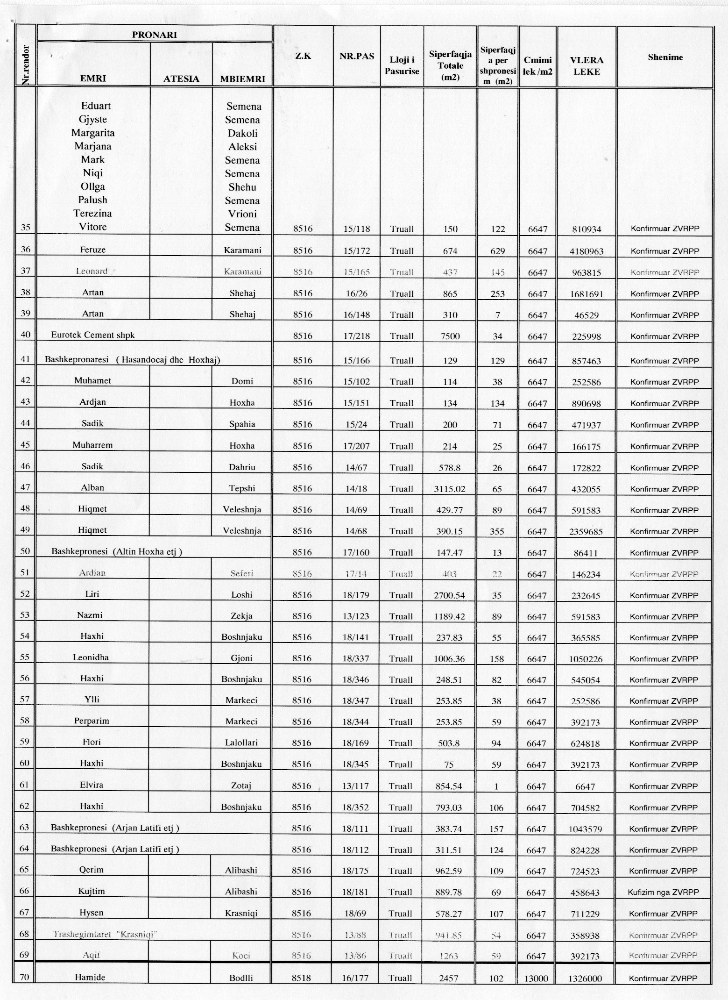 Nr.rendor PRONARI Z.K NR.PAS Lloji i Pasurise Siperfaqja Totale (m2) Siperfaqj a per shpronesi m (m2) Cmimi lek /m2 VLERA LEKE Shenime
EMRI ATESIA MBIEMRI
Eduart Semena
Gjyste Semena
Margarita Dakoli
Marjana Aleksi
Mark Semena
Niqi Semena
Ollga Shehu
Palush Semena
Terezina Vrioni
35 Vitore Semena 8516 15/118 Truall 150 122 6647 810934 Konfirmuar ZVRPP
36 Feruze Karamani 8516 15/172 Truall 674 629 6647 4180963 Konfirmuar ZVRPP
37 Leonard Karamani 8516 15/165 Truall 437 145 6647 963815 Konfirmuar ZVRPP
38 Artan Shehaj 8516 16/26 Truall 865 253 6647 1681691 Konfirmuar ZVRPP
39 Artan Shehaj 8516 16/148 Truall 310 7 6647 46529 Konfirmuar ZVRPP
40 Eurotek Cement shpk 8516 17/218 Truall 7500 34 6647 225998 Konfirmuar ZVRPP
41 Bashkepronaresi ( Hasandocaj dhe Hoxhaj) 8516 15/166 Truall 129 129 6647 857463 Konfirmuar ZVRPP
42 Muhamet Domi 8516 15/102 Truall 114 38 6647 252586 Konfirmuar ZVRPP
43 Ardjan Hoxha 8516 15/151 Truall 134 134 6647 890698 Konfirmuar ZVRPP
44 Sadik Spahia 8516 15/24 Truall 200 71 6647 471937 Konfirmuar ZVRPP
45 Muharrem Hoxha 8516 17/207 Truall 214 25 6647 166175 Konfirmuar ZVRPP
46 Sadik Dahriu 8516 14/67 Truall 578.8 26 6647 172822 Konfirmuar ZVRPP
47 Alban Tepshi 8516 14/18 Truall 3115.02 65 6647 432055 Konfirmuar ZVRPP
48 Hiqmet Veleshnja 8516 14/69 Truall 429.77 89 6647 591583 Konfirmuar ZVRPP
49 Hiqmet Veleshnja 8516 14/68 Truall 390.15 355 6647 2359685 Konfirmuar ZVRPP
50 Bashkepronesi (Altin Hoxha etj ) 8516 17/160 Truall 147.47 13 6647 86411 Konfirmuar ZVRPP
51 Ardian Seferi 8516 17/14 Truall 403 22 6647 146234 Konfirmuar ZVRPP
52 Liri Loshi 8516 18/179 Truall 2700.54 35 6647 232645 Konfirmuar ZVRPP
53 Nazmi Zekja 8516 13/123 Truall 1189.42 89 6647 591583 Konfirmuar ZVRPP
54 Haxhi Boshnjaku 8516 18/141 Truall 237.83 55 6647 365585 Konfirmuar ZVRPP
55 Leonidha Gjoni 8516 18/337 Truall 1006.36 158 6647 1050226 Konfirmuar ZVRPP
56 Haxhi Boshnjaku 8516 18/346 Truall 248.51 82 6647 545054 Konfirmuar ZVRPP
57 Ylli Markeci 8516 18/347 Truall 253.85 38 6647 252586 Konfirmuar ZVRPP
58 Perparim Markeci 8516 18/344 Truall 253.85 59 6647 392173 Konfirmuar ZVRPP
59 Flori Lalollari 8516 18/169 Truall 503.8 94 6647 624818 Konfirmuar ZVRPP
60 Haxhi Boshnjaku 8516 18/345 Truall 75 59 6647 392173 Konfirmuar ZVRPP
61 Elvira Zotaj 8516 13/117 Truall 854.54 1 6647 6647 Konfirmuar ZVRPP
62 Haxhi Boshnjaku 8516 18/352 Truall 793.03 106 6647 704582 Konfirmuar ZVRPP
63 Bashkepronesi (Arjan Latifi etj ) 8516 18/111 Truall 383.74 157 6647 1043579 Konfirmuar ZVRPP
64 Bashkepronesi (Arjan Latifi etj ) 8516 18/112 Truall 311.51 124 6647 824228 Konfirmuar ZVRPP
65 Qerim Alibashi 8516 18/175 Truall 962.59 109 6647 724523 Konfirmuar ZVRPP
66 Kujtim Alibashi 8516 18/181 Truall 889.78 69 6647 458643 Kufizim nga ZVRPP
67 Hysen Krasniqi 8516 18/69 Truall 578.27 107 6647 711229 Konfirmuar ZVRPP
68 Trashegimtaret "Krasniqi" 8516 13/88 Truall 941.85 54 6647 358938 Konfirmuar ZVRPP
69 Aqif Koci 8516 13/86 Truall 1263 59 6647 392173 Konfirmuar ZVRPP
70 Hamide Bodlli 8518 16/177 Truall 2457 102 13000 1326000 Konfirmuar ZVRPP